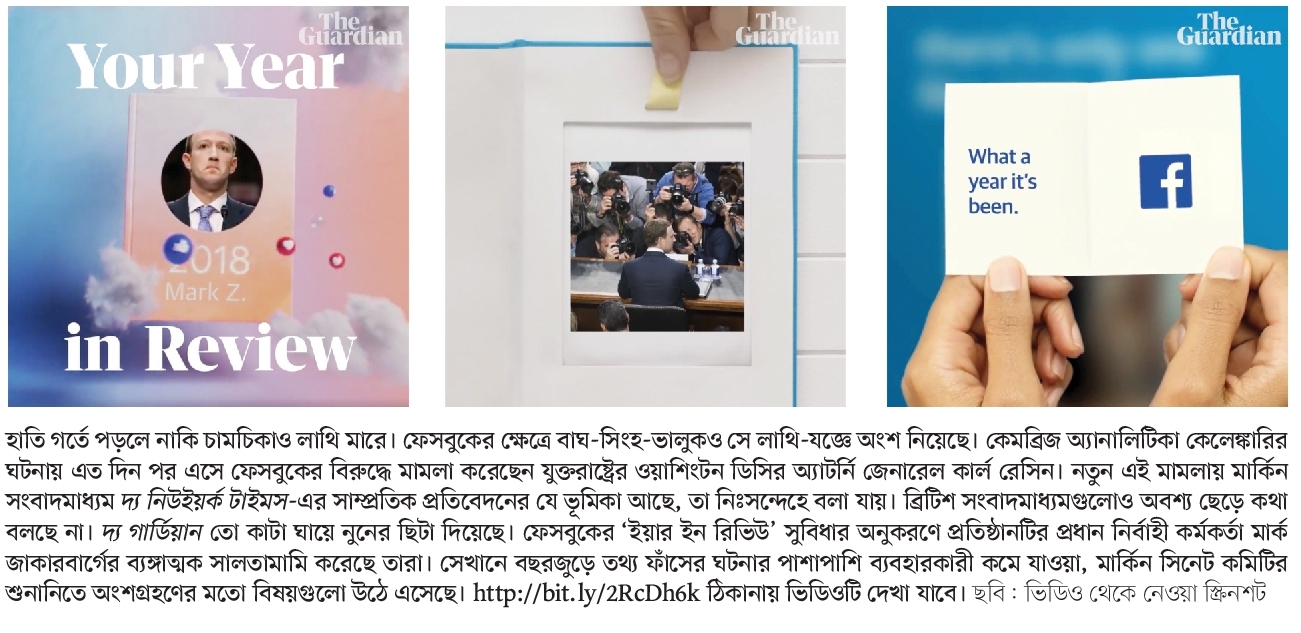 The Guardian
Your Year
2018
Mark Z.
in Review
The Guardian
The Guardian
What a
year it's
been.
f
হাতি গর্তে পড়লে নাকি চামচিকাও লাথি মারে। ফেসবুকের ক্ষেত্রে বাঘ-সিংহ-ভালুকও সে লাথি-যজ্ঞে অংশ নিয়েছে। কেমব্রিজ অ্যানালিটিকা কেলেঙ্কারির
ঘটনায় এত দিন পর এসে ফেসবুকের বিরুদ্ধে মামলা করেছেন যুক্তরাষ্ট্রের ওয়াশিংটন ডিসির অ্যাটর্নি জেনারেল কার্ল রেসিন। নতুন এই মামলায় মার্কিন
সংবাদমাধ্যম দ্য নিউইয়র্ক টাইমস-এর সাম্প্রতিক প্রতিবেদনের যে ভূমিকা আছে, তা নিঃসন্দেহে বলা যায়। ব্রিটিশ সংবাদমাধ্যমগুলোও অবশ্য ছেড়ে কথা
বলছে না। দ্য গার্ডিয়ান তো কাটা ঘায়ে নুনের ছিটা দিয়েছে। ফেসবুকের ‘ইয়ার ইন রিভিউ’ সুবিধার অনুকরণে প্রতিষ্ঠানটির প্রধান নির্বাহী কর্মকর্তা মার্ক
জাকারবার্গের ব্যঙ্গাত্মক সালতামামি করেছে তারা। সেখানে বছরজুড়ে তথ্য ফাঁসের ঘটনার পাশাপাশি ব্যবহারকারী কমে যাওয়া, মার্কিন সিনেট কমিটির
শুনানিতে অংশগ্রহণের মতো বিষয়গুলো উঠে এসেছে। http://bit.ly/2RcDh6k ঠিকানায় ভিডিওটি দেখা যাবে। ছবি : ভিডিও থেকে নেওয়া স্ক্রিনশট